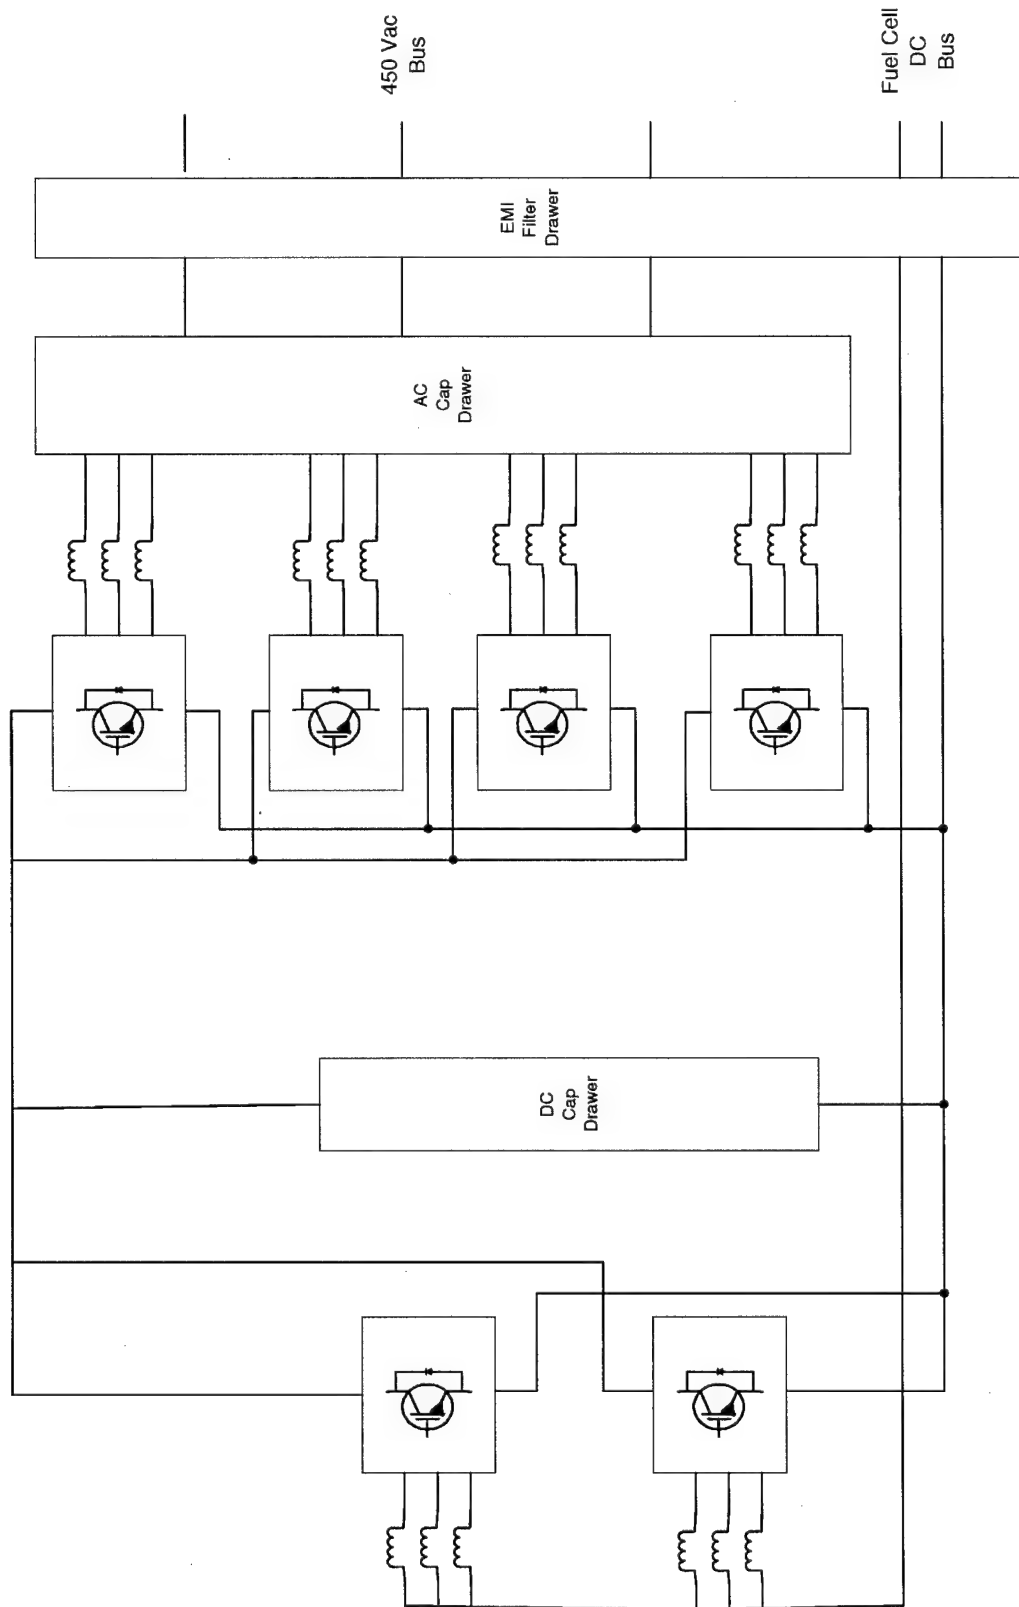 450 Vac
Bus
Fuel Cell
DC
Bus
EMI
Filter
Drawer
AC
Cap
Drawer
DC
Cap
Drawer